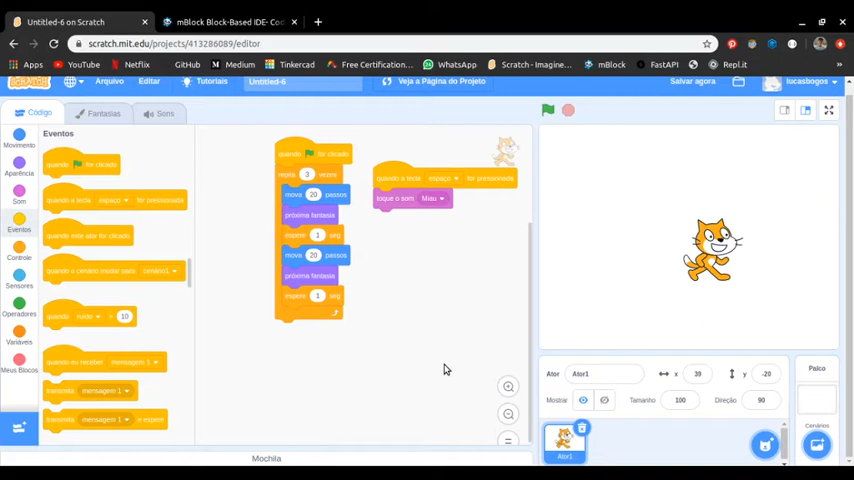 Untitled-6 on Scratch
mBlock Block-Based IDE- Co
scratch.mit.edu/projects/413286089/editor
Apps
YouTube
Netflix
GitHub
Medium
Tinkercad
Free Certification...
WhatsApp
Scratch - Imagine...
mBlock
FastAPI
Repl.it
SCRATCH
Arquivo
Editar
Tutoriais
Untitled-6
Veja a Página do Projeto
Salvar agora
lucasbogos
Código
Fantasias
Sons
Movimento
Aparência
Som
Eventos
Controle
Sensores
Operadores
Variáveis
Meus Blocos
Eventos
quando for clicado
quando a tecla espaço for pressionada
quando este ator for clicado
quando o cenário mudar para cenário1
quando ruído > 10
quando eu receber mensagem 1
transmita mensagem 1
transmita mensagem 1 e espere
quando for clicado
repita 3 vezes
mova 20 passos
próxima fantasia
espere 1 seg
mova 20 passos
próxima fantasia
espere 1 seg
quando a tecla espaço for pressionada
toque o som Miau
Ator
Ator1
x
39
y
-20
Mostrar
Tamanho
100
Direção
90
Ator1
Palco
Cenários
Mochila